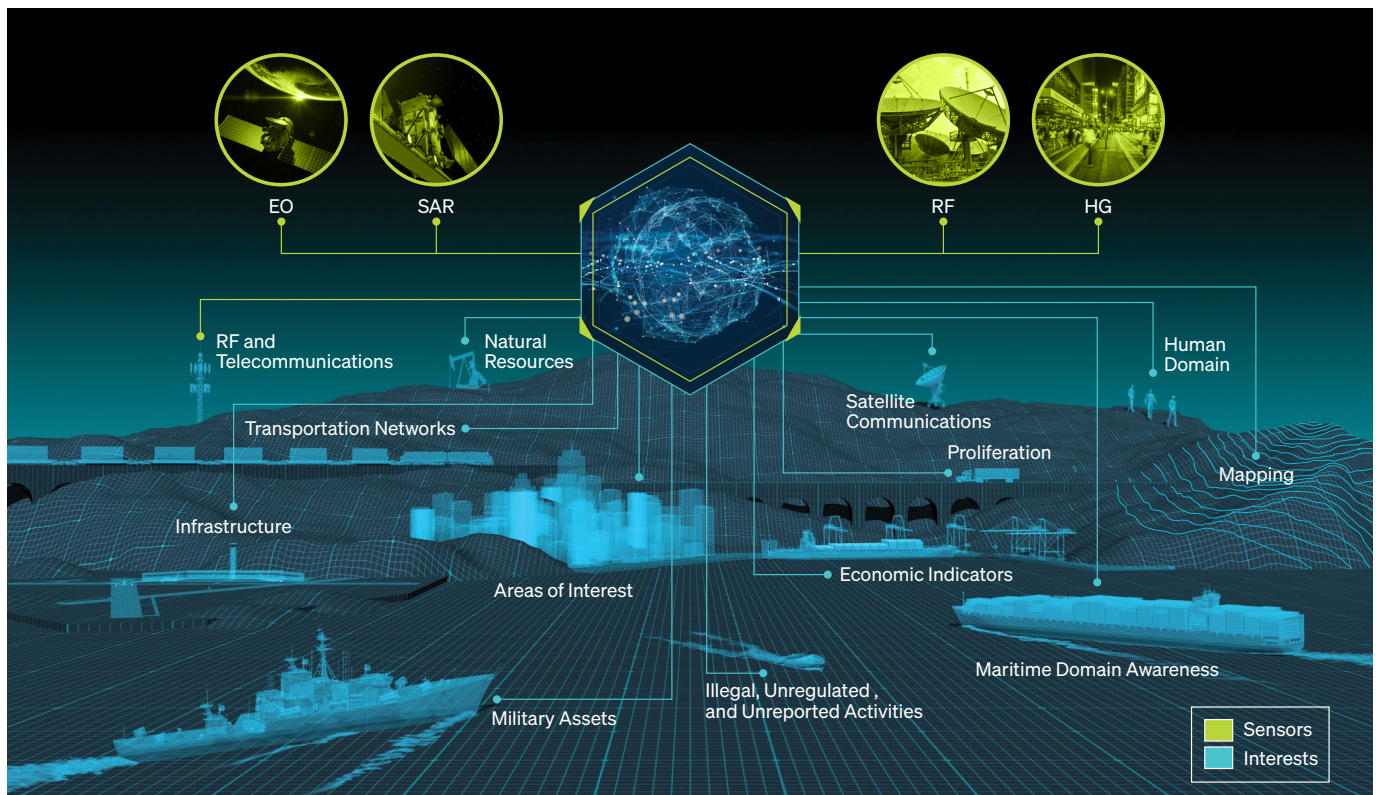 EO
SAR
RF
HG
RF and
Telecommunications
Natural
Resources
Human
Domain
Satellite
Communications
Transportation Networks
Proliferation
Mapping
Infrastructure
Areas of Interest
Economic Indicators
Maritime Domain Awareness
Military Assets
Illegal, Unregulated ,
and Unreported Activities
Sensors
Interests